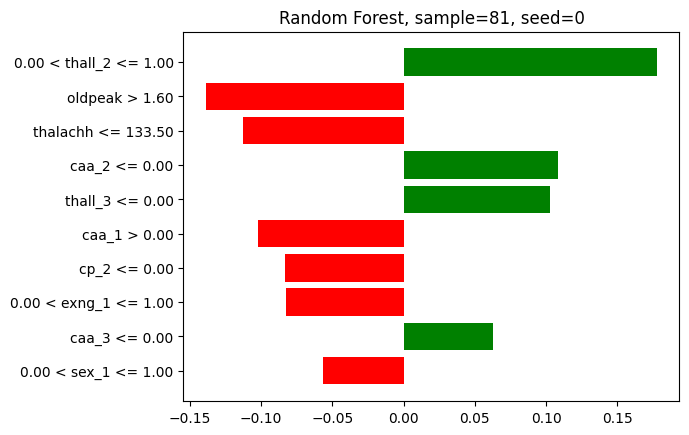 Random Forest, sample=81, seed=0
0.00 < thall_2 <= 1.00
oldpeak > 1.60
thalachh <= 133.50
caa_2 <= 0.00
thall_3 <= 0.00
caa_1 > 0.00
cp_2 <= 0.00
0.00 < exng_1 <= 1.00
caa_3 <= 0.00
0.00 < sex_1 <= 1.00
−0.15 −0.10 −0.05 0.00 0.05 0.10 0.15